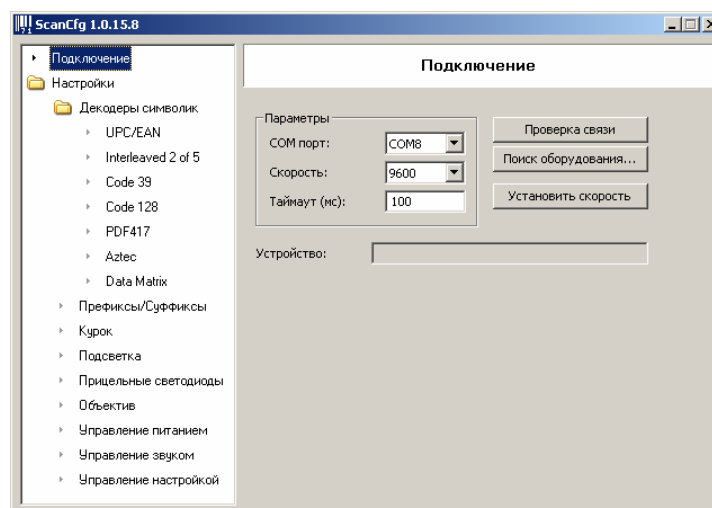 ScanCfg 1.0.15.8
Подключение
Настройки
Декодеры символик
UPC/EAN
Interleaved 2 of 5
Code 39
Code 128
PDF417
Aztec
Data Matrix
Префиксы/Суффиксы
Курок
Подсветка
Прицельные светодиоды
Объектив
Управление питанием
Управление звуком
Управление настройкой
Подключение
Параметры
COM порт: COM8
Скорость: 9600
Таймаут (мс): 100
Проверка связи
Поиск оборудования...
Установить скорость
Устройство: